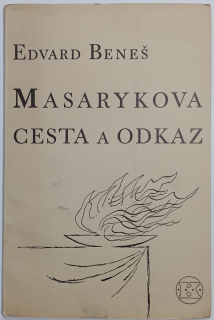 EDVARD BENEŠ
MASARYKOVA
CESTA A ODKAZ